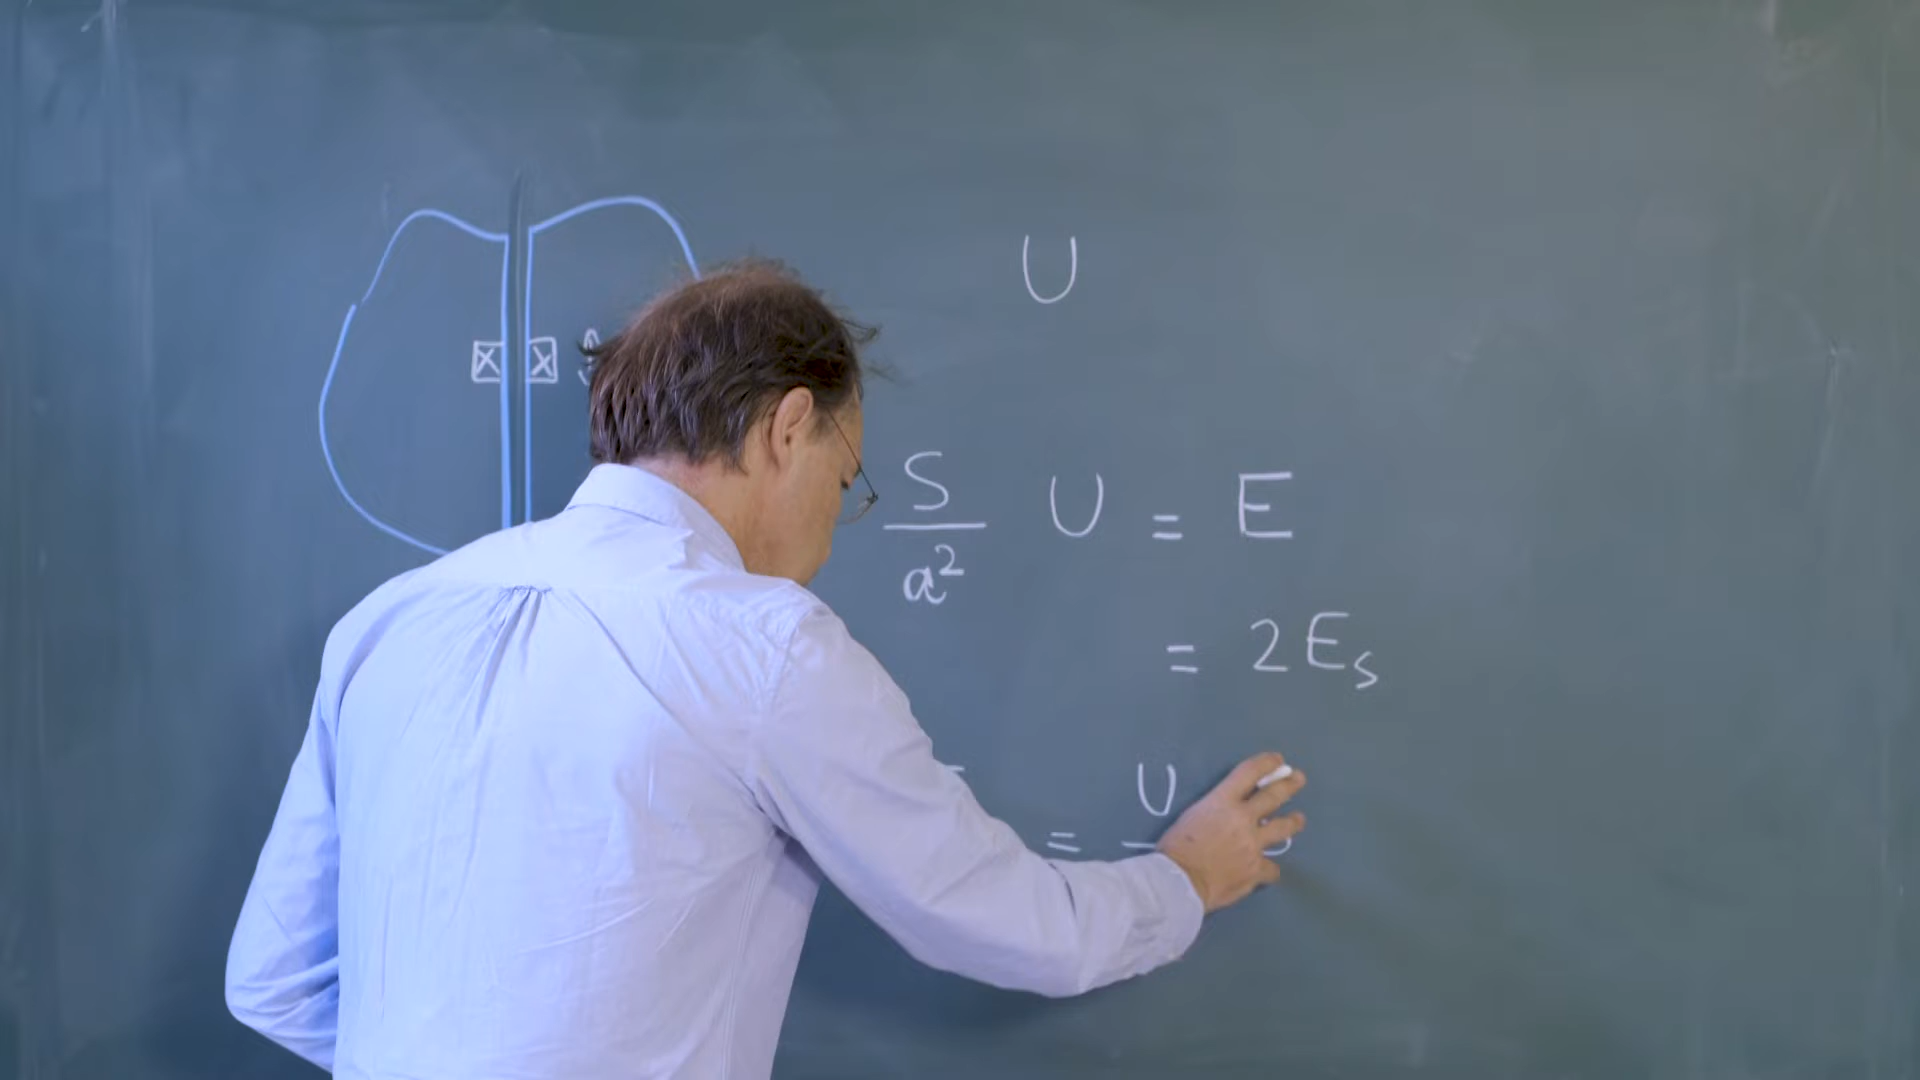 U
X X
S/a² U = E
= 2Es
= U